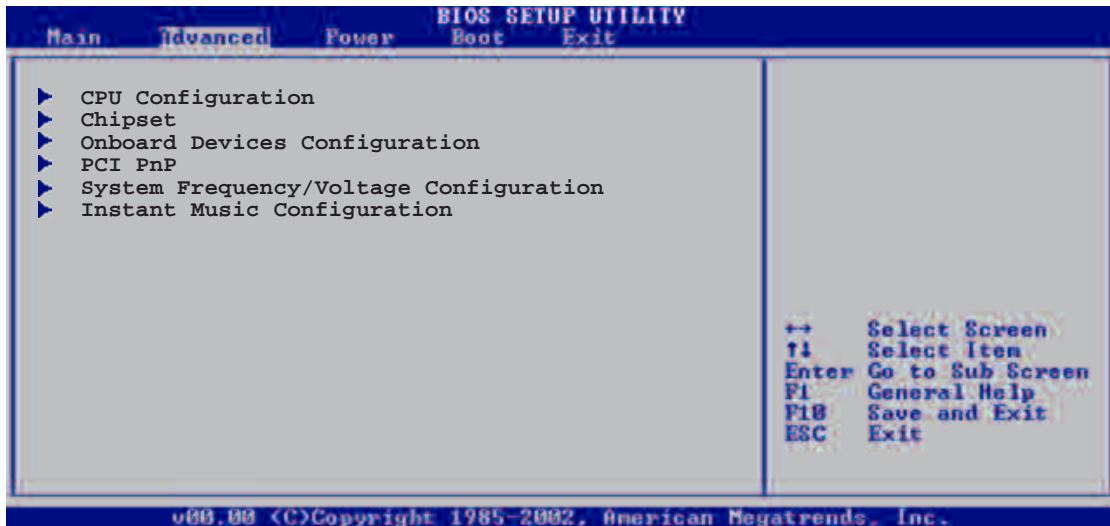 BIOS SETUP UTILITY
Main Advanced Power Boot Exit
CPU Configuration
Chipset
Onboard Devices Configuration
PCI PnP
System Frequency/Voltage Configuration
Instant Music Configuration
←→ Select Screen
↑↓ Select Item
Enter Go to Sub Screen
F1 General Help
F10 Save and Exit
ESC Exit
v00.00 (C)Copyright 1985-2002, American Megatrends, Inc.